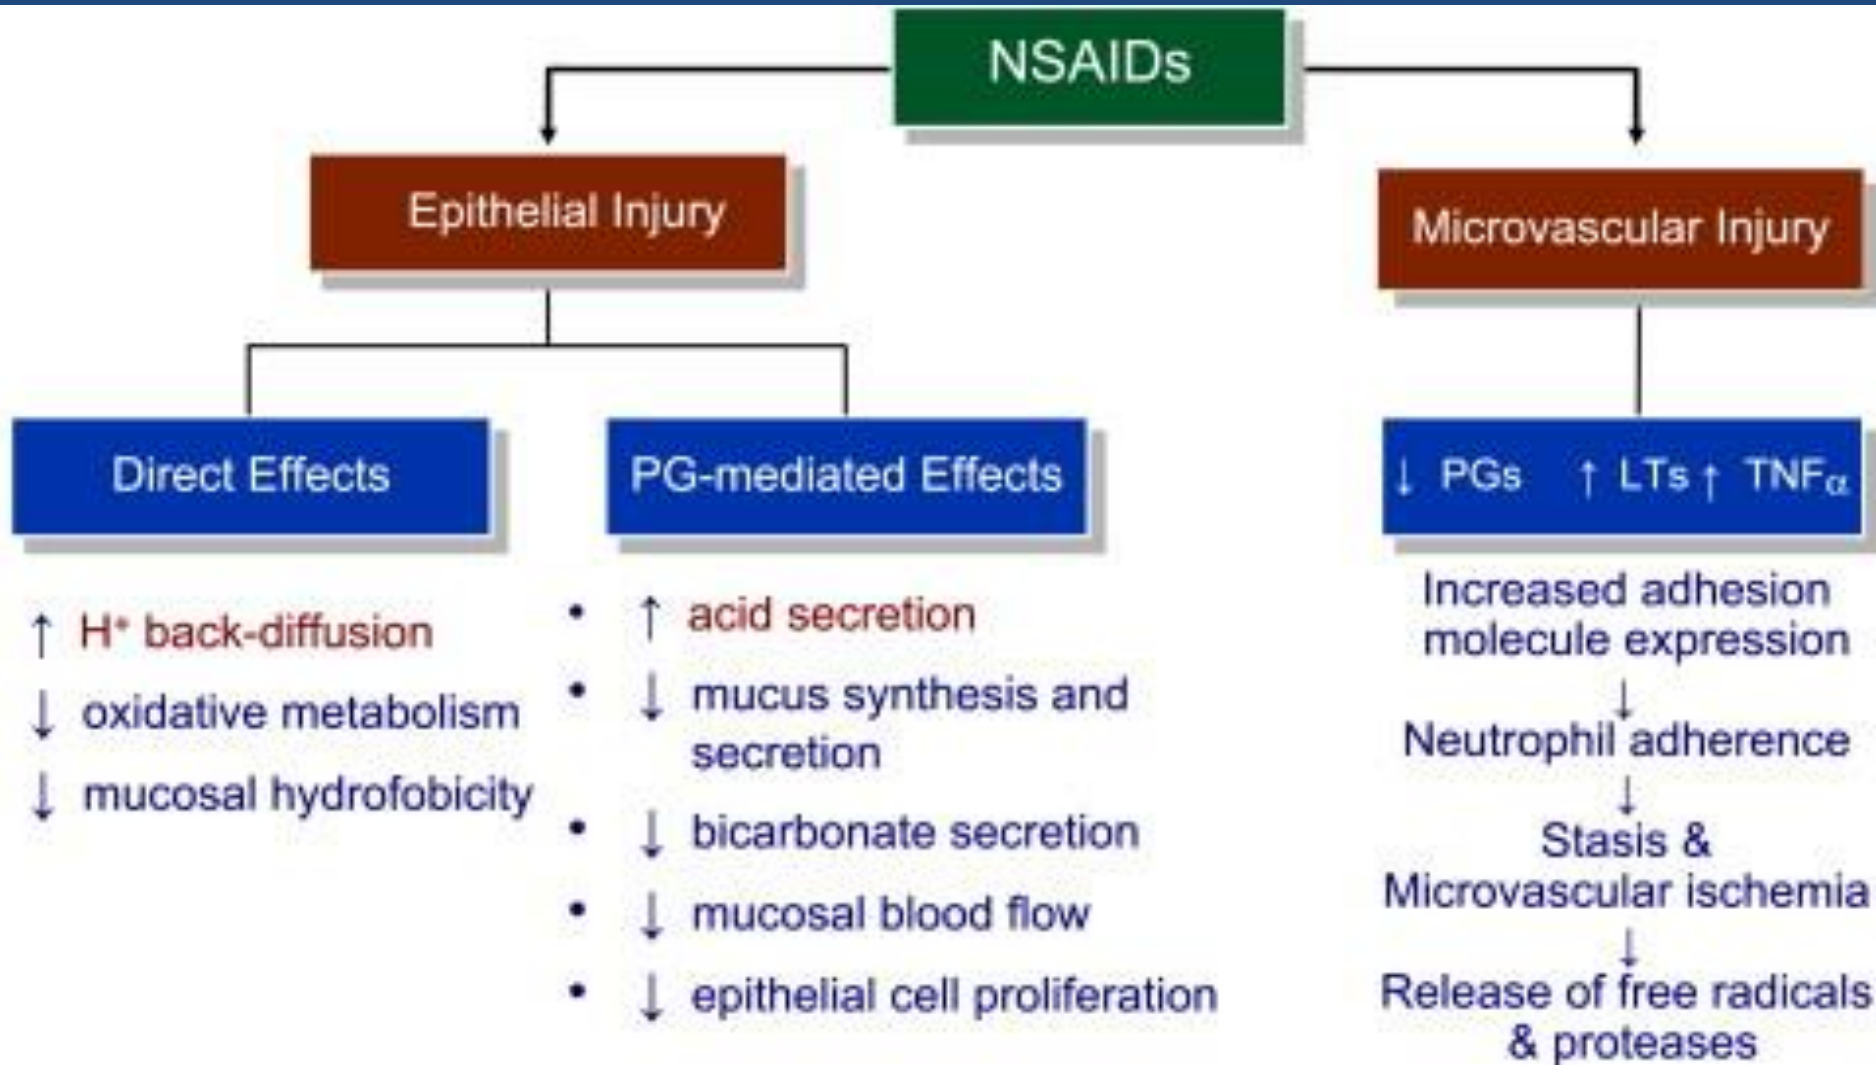 NSAIDs
Epithelial Injury
Microvascular Injury
Direct Effects
PG-mediated Effects
↓ PGs ↑ LTs ↑ TNFα
↑ H⁺ back-diffusion
↓ oxidative metabolism
↓ mucosal hydrofobicity
• ↑ acid secretion
• ↓ mucus synthesis and
secretion
• ↓ bicarbonate secretion
• ↓ mucosal blood flow
• ↓ epithelial cell proliferation
Increased adhesion
molecule expression
↓
Neutrophil adherence
↓
Stasis &
Microvascular ischemia
↓
Release of free radicals
& proteases